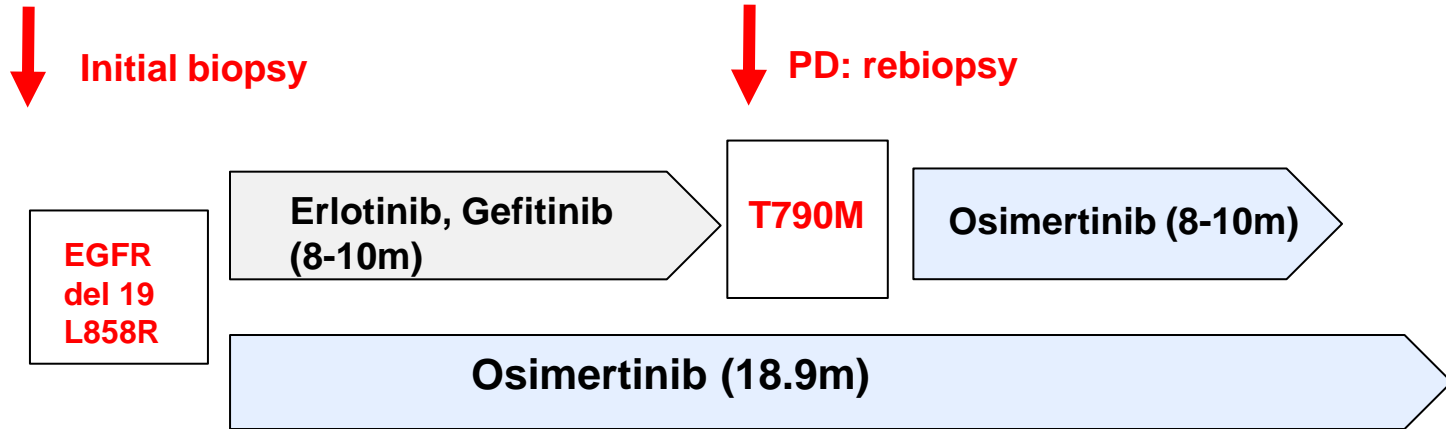 Initial biopsy
PD: rebiopsy
EGFR
del 19
L858R
Erlotinib, Gefitinib
(8-10m)
T790M
Osimertinib (8-10m)
Osimertinib (18.9m)